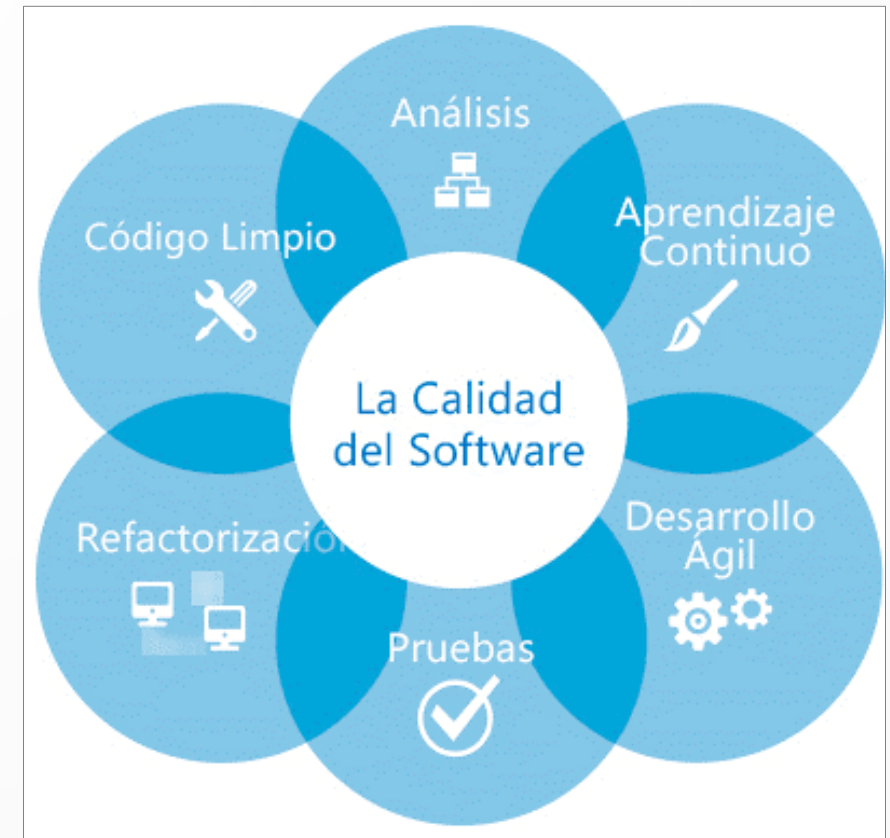 Análisis
Aprendizaje
Continuo
Código Limpio
La Calidad
del Software
Desarrollo
Ágil
Refactorización
Pruebas